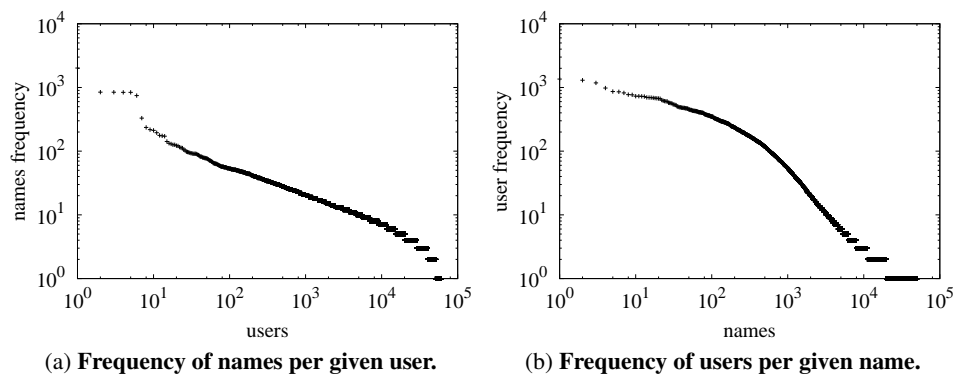 10^4
10^3
10^2
10^1
10^0
names frequency
10^0 10^1 10^2 10^3 10^4 10^5
users
(a) Frequency of names per given user.
10^4
10^3
10^2
10^1
10^0
user frequency
10^0 10^1 10^2 10^3 10^4 10^5
names
(b) Frequency of users per given name.